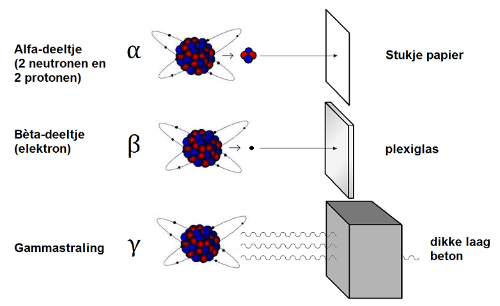 Alfa-deeltje
(2 neutronen en
2 protonen)
α
Stukje papier
Bèta-deeltje
(elektron)
β
plexiglas
Gammastraling
γ
dikke laag
beton